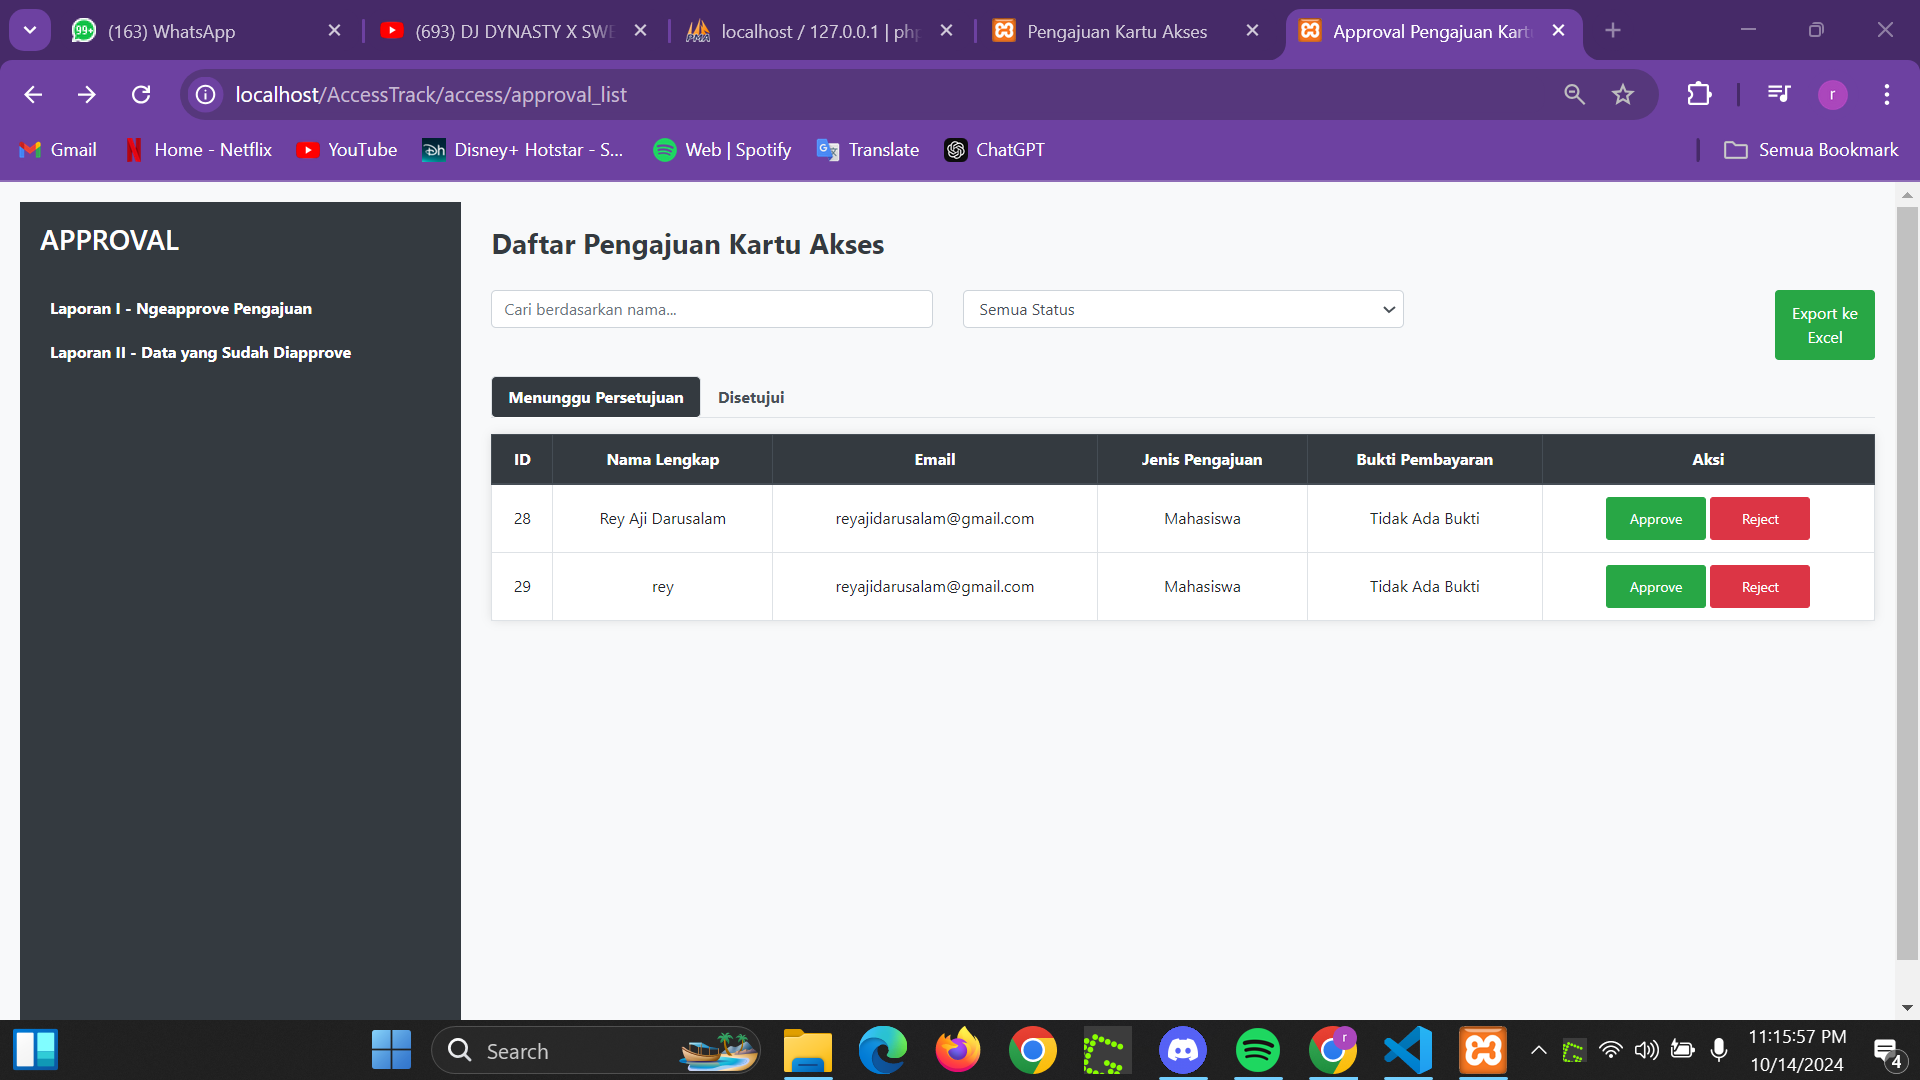 (163) WhatsApp
(693) DJ DYNASTY X SWE
localhost / 127.0.0.1 | php
Pengajuan Kartu Akses
Approval Pengajuan Kartu
localhost/AccessTrack/access/approval_list
r
Gmail
Home - Netflix
YouTube
Disney+ Hotstar - S...
Web | Spotify
Translate
ChatGPT
Semua Bookmark
APPROVAL
Laporan I - Ngeapprove Pengajuan
Laporan II - Data yang Sudah Diapprove
Daftar Pengajuan Kartu Akses
Cari berdasarkan nama...
Semua Status
Export ke
Excel
Menunggu Persetujuan
Disetujui
ID Nama Lengkap Email Jenis Pengajuan Bukti Pembayaran Aksi
28 Rey Aji Darusalam reyajidarusalam@gmail.com Mahasiswa Tidak Ada Bukti Approve Reject
29 rey reyajidarusalam@gmail.com Mahasiswa Tidak Ada Bukti Approve Reject
Search
11:15:57 PM
10/14/2024
4